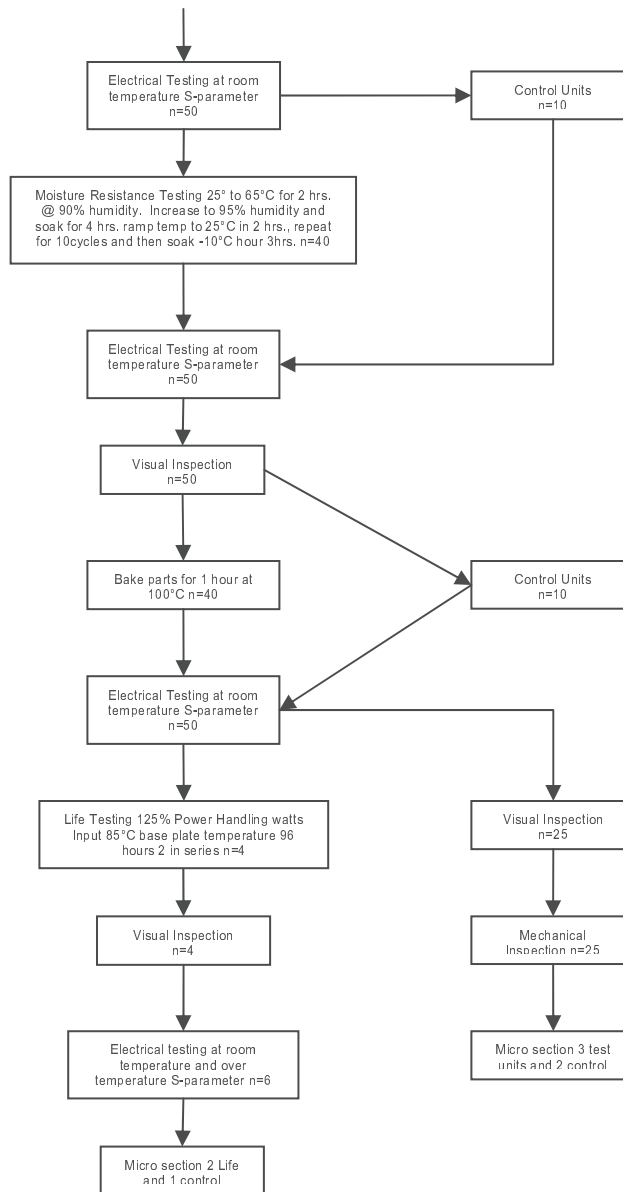 Electrical Testing at room
temperature S-parameter
n=50
Control Units
n=10
Moisture Resistance Testing 25° to 65°C for 2 hrs.
@ 90% humidity. Increase to 95% humidity and
soak for 4 hrs. ramp temp to 25°C in 2 hrs., repeat
for 10cycles and then soak -10°C hour 3hrs. n=40
Electrical Testing at room
temperature S-parameter
n=50
Visual Inspection
n=50
Bake parts for 1 hour at
100°C n=40
Control Units
n=10
Electrical Testing at room
temperature S-parameter
n=50
Life Testing 125% Power Handling watts
Input 85°C base plate temperature 96
hours 2 in series n=4
Visual Inspection
n=25
Visual Inspection
n=4
Mechanical
Inspection n=25
Electrical testing at room
temperature and over
temperature S-parameter n=6
Micro section 3 test
units and 2 control
Micro section 2 Life
and 1 control